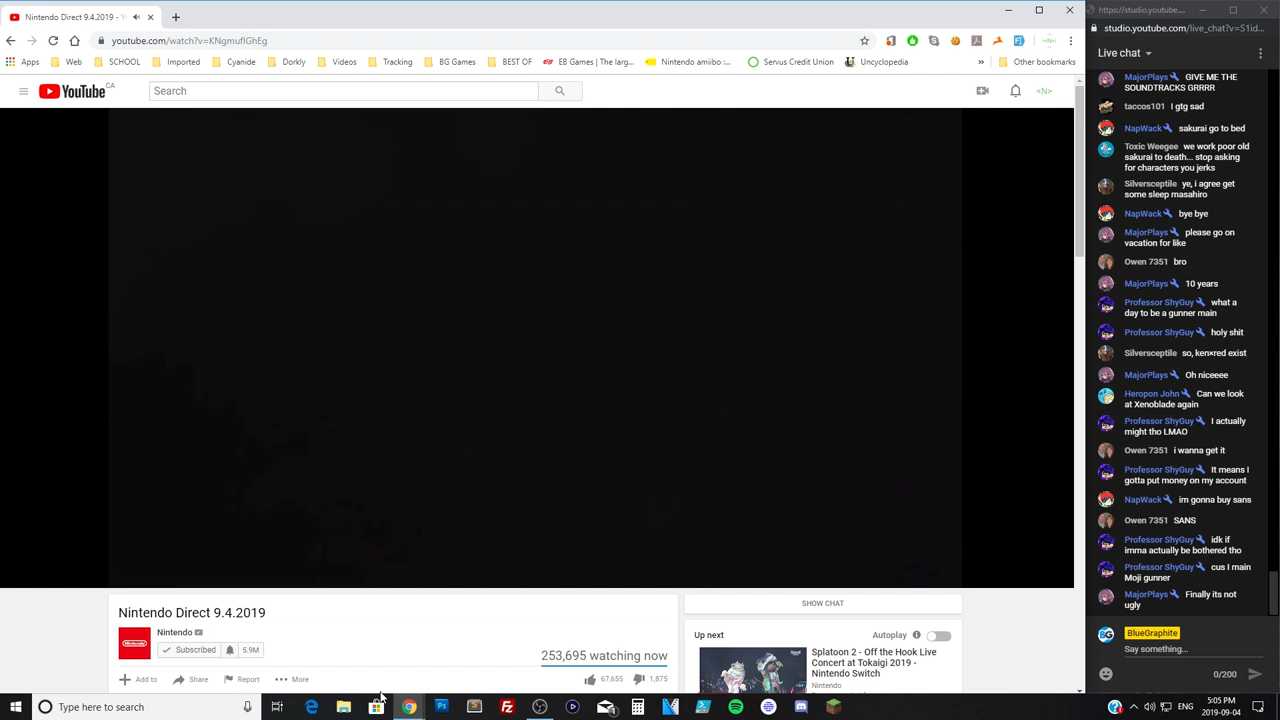 Nintendo Direct 9.4.2019 - Y
https://studio.youtube....
youtube.com/watch?v=KNgmuflGhEg
studio.youtube.com/live_chat?v=S1id...
Apps Web SCHOOL Imported Cyanide Dorkly Videos Tracking BG Games BEST OF EB Games | The larg... Nintendo amiibo :... Servus Credit Union Uncyclopedia » Other bookmarks
Live chat
YouTube CA
Search
<N>
MajorPlays GIVE ME THE
SOUNDTRACKS GRRRR
taccos101 I gtg sad
NapWack sakurai go to bed
Toxic Weegee we work poor old
sakurai to death... stop asking
for characters you jerks
Silversceptile ye, i agree get
some sleep masahiro
NapWack bye bye
MajorPlays please go on
vacation for like
Owen 7351 bro
MajorPlays 10 years
Professor ShyGuy what a
day to be a gunner main
Professor ShyGuy holy shit
Silversceptile so, ken×red exist
MajorPlays Oh niceeee
Heropon John Can we look
at Xenoblade again
Professor ShyGuy I actually
might tho LMAO
Owen 7351 i wanna get it
Professor ShyGuy It means I
gotta put money on my account
NapWack im gonna buy sans
Owen 7351 SANS
Professor ShyGuy idk if
imma actually be bothered tho
Professor ShyGuy cus I main
Moji gunner
MajorPlays Finally its not
ugly
BG BlueGraphite
Say something...
0/200
Nintendo Direct 9.4.2019
Nintendo
Subscribed 5.9M
253,695 watching now
Add to Share Report More
67,655 1,875
SHOW CHAT
Up next
Autoplay
Splatoon 2 - Off the Hook Live
Concert at Tokaigi 2019 -
Nintendo Switch
Nintendo
Type here to search
ENG
5:05 PM
2019-09-04